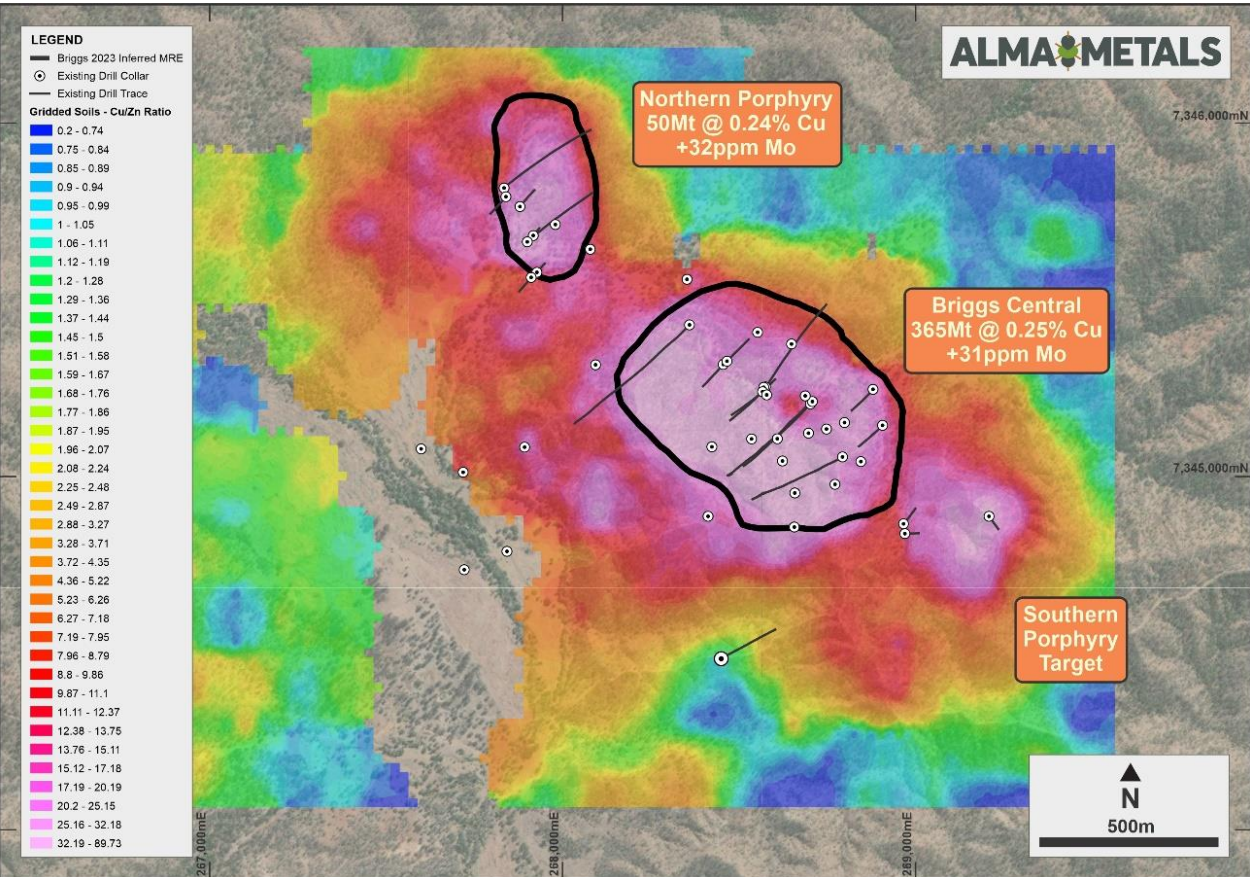 LEGEND
Briggs 2023 Inferred MRE
Existing Drill Collar
Existing Drill Trace
Gridded Soils - Cu/Zn Ratio
0.2 - 0.74
0.75 - 0.84
0.85 - 0.89
0.9 - 0.94
0.95 - 0.99
1 - 1.05
1.06 - 1.11
1.12 - 1.19
1.2 - 1.28
1.29 - 1.36
1.37 - 1.44
1.45 - 1.5
1.51 - 1.58
1.59 - 1.67
1.68 - 1.76
1.77 - 1.86
1.87 - 1.95
1.96 - 2.07
2.08 - 2.24
2.25 - 2.48
2.49 - 2.87
2.88 - 3.27
3.28 - 3.71
3.72 - 4.35
4.36 - 5.22
5.23 - 6.26
6.27 - 7.18
7.19 - 7.95
7.96 - 8.79
8.8 - 9.86
9.87 - 11.1
11.11 - 12.37
12.38 - 13.75
13.76 - 15.11
15.12 - 17.18
17.19 - 20.19
20.2 - 25.15
25.16 - 32.18
32.19 - 89.73
ALMA METALS
Northern Porphyry
50Mt @ 0.24% Cu
+32ppm Mo
7,346,000mN
Briggs Central
365Mt @ 0.25% Cu
+31ppm Mo
7,345,000mN
Southern
Porphyry
Target
N
500m
267,000mE
268,000mE
269,000mE